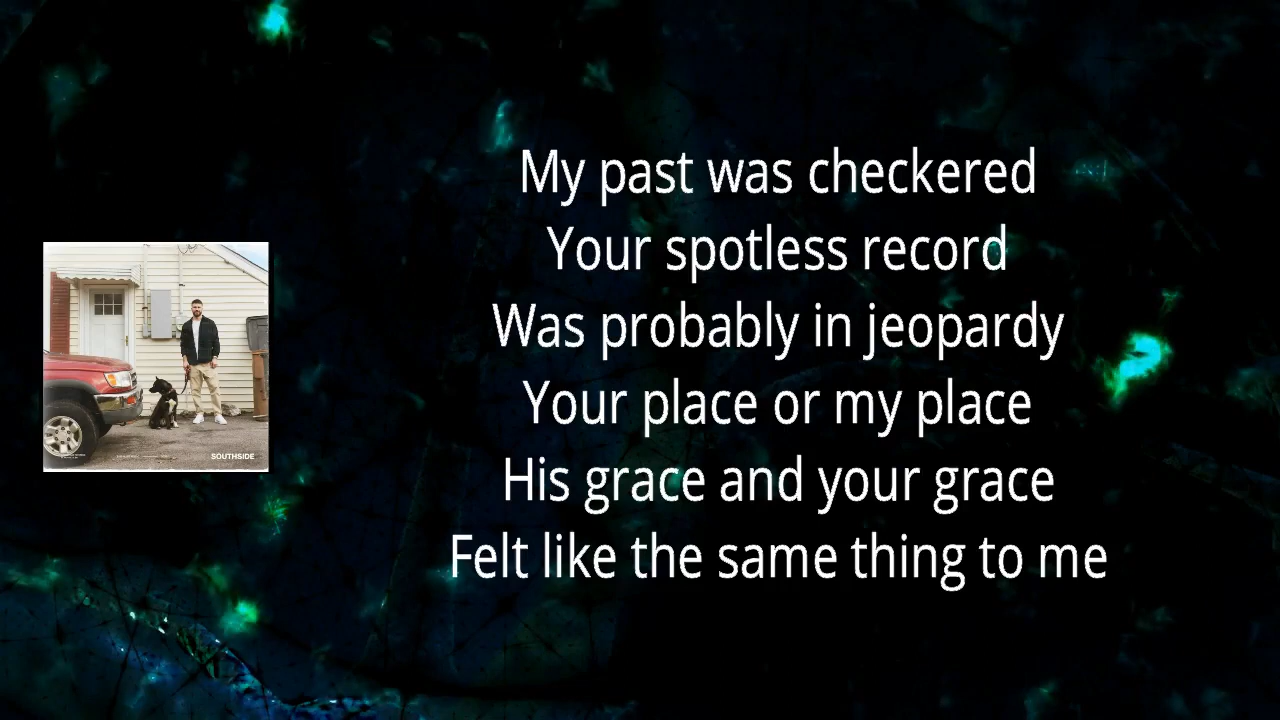 My past was checkered
Your spotless record
Was probably in jeopardy
Your place or my place
His grace and your grace
Felt like the same thing to me
SOUTHSIDE